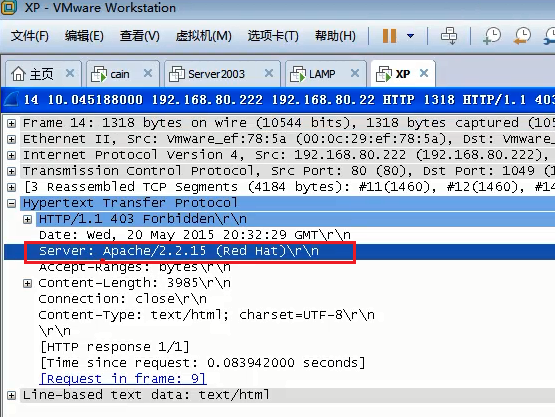 XP - VMware Workstation
文件(F) 编辑(E) 查看(V) 虚拟机(M) 选项卡(T) 帮助(H)
主页 cain Server2003 LAMP XP
14 10.045188000 192.168.80.222 192.168.80.22 HTTP 1318 HTTP/1.1 403
Frame 14: 1318 bytes on wire (10544 bits), 1318 bytes captured (105
Ethernet II, Src: Vmware_ef:78:5a (00:0c:29:ef:78:5a), Dst: Vmware_
Internet Protocol Version 4, Src: 192.168.80.222 (192.168.80.222),
Transmission Control Protocol, Src Port: 80 (80), Dst Port: 1049 (1
[3 Reassembled TCP Segments (4184 bytes): #11(1460), #12(1460), #1
Hypertext Transfer Protocol
HTTP/1.1 403 Forbidden\r\n
Date: Wed, 20 May 2015 20:32:29 GMT\r\n
Server: Apache/2.2.15 (Red Hat)\r\n
Accept-Ranges: bytes\r\n
Content-Length: 3985\r\n
Connection: close\r\n
Content-Type: text/html; charset=UTF-8\r\n
\r\n
[HTTP response 1/1]
[Time since request: 0.083942000 seconds]
[Request in frame: 9]
Line-based text data: text/html